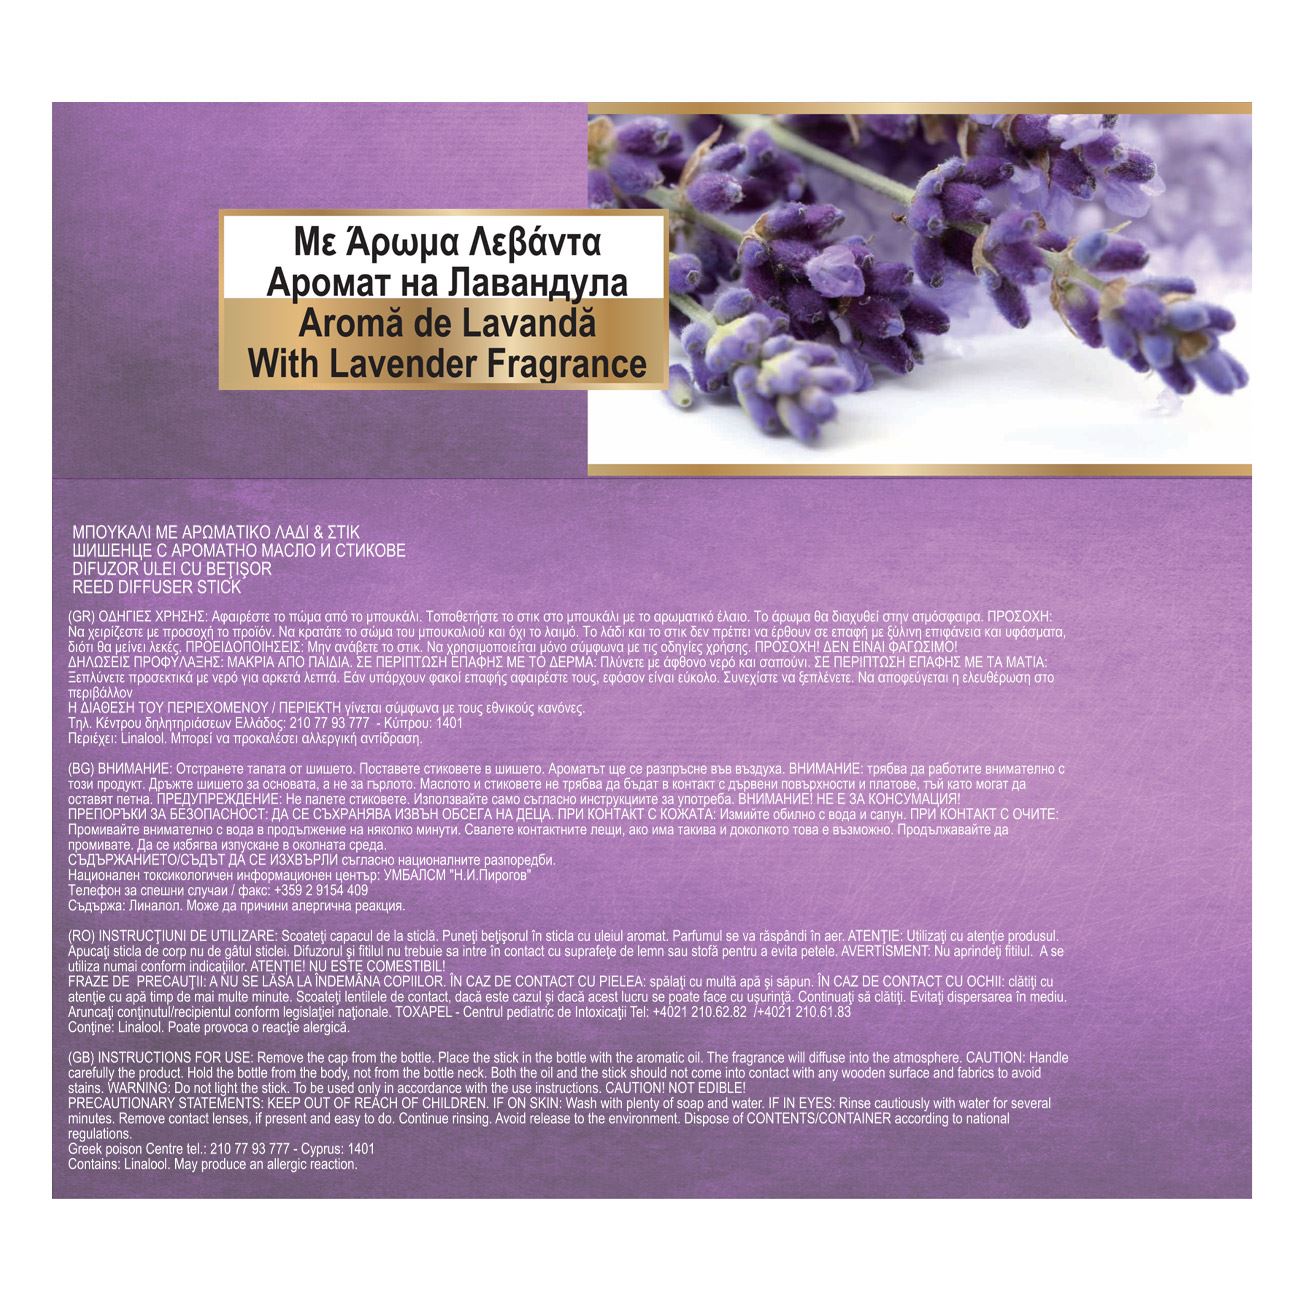 Με Άρωμα Λεβάντα
Аромат на Лавандула
Aromă de Lavandă
With Lavender Fragrance
ΜΠΟΥΚΑΛΙ ΜΕ ΑΡΩΜΑΤΙΚΟ ΛΑΔΙ & ΣΤΙΚ
ШИШЕНЦЕ С АРОМАТНО МАСЛО И СТИКОВЕ
DIFUZOR ULEI CU BEŢIŞOR
REED DIFFUSER STICK
(GR) ΟΔΗΓΙΕΣ ΧΡΗΣΗΣ: Αφαιρέστε το πώμα από το μπουκάλι. Τοποθετήστε το στικ στο μπουκάλι με το αρωματικό έλαιο. Το άρωμα θα διαχυθεί στην ατμόσφαιρα. ΠΡΟΣΟΧΗ:
Να χειρίζεστε με προσοχή το προϊόν. Να κρατάτε το σώμα του μπουκαλιού και όχι το λαιμό. Το λάδι και το στικ δεν πρέπει να έρθουν σε επαφή με ξύλινη επιφάνεια και υφάσματα,
διότι θα μείνει λεκές. ΠΡΟΕΙΔΟΠΟΙΗΣΕΙΣ: Μην ανάβετε το στικ. Να χρησιμοποιείται μόνο σύμφωνα με τις οδηγίες χρήσης. ΠΡΟΣΟΧΗ! ΔΕΝ ΕΙΝΑΙ ΦΑΓΩΣΙΜΟ!
ΔΗΛΩΣΕΙΣ ΠΡΟΦΥΛΑΞΗΣ: ΜΑΚΡΙΑ ΑΠΟ ΠΑΙΔΙΑ. ΣΕ ΠΕΡΙΠΤΩΣΗ ΕΠΑΦΗΣ ΜΕ ΤΟ ΔΕΡΜΑ: Πλύνετε με άφθονο νερό και σαπούνι. ΣΕ ΠΕΡΙΠΤΩΣΗ ΕΠΑΦΗΣ ΜΕ ΤΑ ΜΑΤΙΑ:
Ξεπλύνετε προσεκτικά με νερό για αρκετά λεπτά. Εάν υπάρχουν φακοί επαφής αφαιρέστε τους, εφόσον είναι εύκολο. Συνεχίστε να ξεπλένετε. Να αποφεύγεται η ελευθέρωση στο
περιβάλλον
Η ΔΙΑΘΕΣΗ ΤΟΥ ΠΕΡΙΕΧΟΜΕΝΟΥ / ΠΕΡΙΕΚΤΗ γίνεται σύμφωνα με τους εθνικούς κανόνες.
Τηλ. Κέντρου δηλητηριάσεων Ελλάδος: 210 77 93 777 - Κύπρου: 1401
Περιέχει: Linalool. Μπορεί να προκαλέσει αλλεργική αντίδραση.
(BG) ВНИМАНИЕ: Отстранете тапата от шишето. Поставете стиковете в шишето. Ароматът ще се разпръсне във въздуха. ВНИМАНИЕ: трябва да работите внимателно с
този продукт. Дръжте шишето за основата, а не за гърлото. Маслото и стиковете не трябва да бъдат в контакт с дървени повърхности и платове, тъй като могат да
оставят петна. ПРЕДУПРЕЖДЕНИЕ: Не палете стиковете. Използвайте само съгласно инструкциите за употреба. ВНИМАНИЕ! НЕ Е ЗА КОНСУМАЦИЯ!
ПРЕПОРЪКИ ЗА БЕЗОПАСНОСТ: ДА СЕ СЪХРАНЯВА ИЗВЪН ОБСЕГА НА ДЕЦА. ПРИ КОНТАКТ С КОЖАТА: Измийте обилно с вода и сапун. ПРИ КОНТАКТ С ОЧИТЕ:
Промивайте внимателно с вода в продължение на няколко минути. Свалете контактните лещи, ако има такива и доколкото това е възможно. Продължавайте да
промивате. Да се избягва изпускане в околната среда.
СЪДЪРЖАНИЕТО/СЪДЪТ ДА СЕ ИЗХВЪРЛИ съгласно националните разпоредби.
Национален токсикологичен информационен център: УМБАЛСМ "Н.И.Пирогов"
Телефон за спешни случаи / факс: +359 2 9154 409
Съдържа: Линалол. Може да причини алергична реакция.
(RO) INSTRUCŢIUNI DE UTILIZARE: Scoateţi capacul de la sticlă. Puneţi beţişorul în sticla cu uleiul aromat. Parfumul se va răspândi în aer. ATENŢIE: Utilizaţi cu atenţie produsul.
Apucaţi sticla de corp nu de gâtul sticlei. Difuzorul şi fitilul nu trebuie sa intre în contact cu suprafeţe de lemn sau stofă pentru a evita petele. AVERTISMENT: Nu aprindeţi fitilul. A se
utiliza numai conform indicaţiilor. ATENŢIE! NU ESTE COMESTIBIL!
FRAZE DE PRECAUŢII: A NU SE LĂSA LA ÎNDEMÂNA COPIILOR. ÎN CAZ DE CONTACT CU PIELEA: spălaţi cu multă apă şi săpun. ÎN CAZ DE CONTACT CU OCHII: clătiţi cu
atenţie cu apă timp de mai multe minute. Scoateţi lentilele de contact, dacă este cazul şi dacă acest lucru se poate face cu uşurinţă. Continuaţi să clătiţi. Evitaţi dispersarea în mediu.
Aruncaţi conţinutul/recipientul conform legislaţiei naţionale. TOXAPEL - Centrul pediatric de Intoxicaţii Tel: +4021 210.62.82 /+4021 210.61.83
Conţine: Linalool. Poate provoca o reacţie alergică.
(GB) INSTRUCTIONS FOR USE: Remove the cap from the bottle. Place the stick in the bottle with the aromatic oil. The fragrance will diffuse into the atmosphere. CAUTION: Handle
carefully the product. Hold the bottle from the body, not from the bottle neck. Both the oil and the stick should not come into contact with any wooden surface and fabrics to avoid
stains. WARNING: Do not light the stick. To be used only in accordance with the use instructions. CAUTION! NOT EDIBLE!
PRECAUTIONARY STATEMENTS: KEEP OUT OF REACH OF CHILDREN. IF ON SKIN: Wash with plenty of soap and water. IF IN EYES: Rinse cautiously with water for several
minutes. Remove contact lenses, if present and easy to do. Continue rinsing. Avoid release to the environment. Dispose of CONTENTS/CONTAINER according to national
regulations.
Greek poison Centre tel.: 210 77 93 777 - Cyprus: 1401
Contains: Linalool. May produce an allergic reaction.